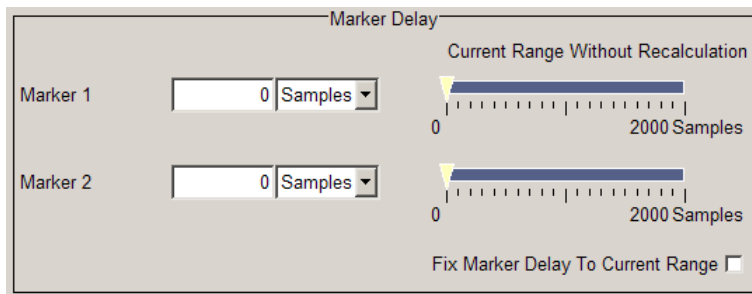 Marker Delay
Current Range Without Recalculation
Marker 1 0 Samples
0 2000 Samples
Marker 2 0 Samples
0 2000 Samples
Fix Marker Delay To Current Range